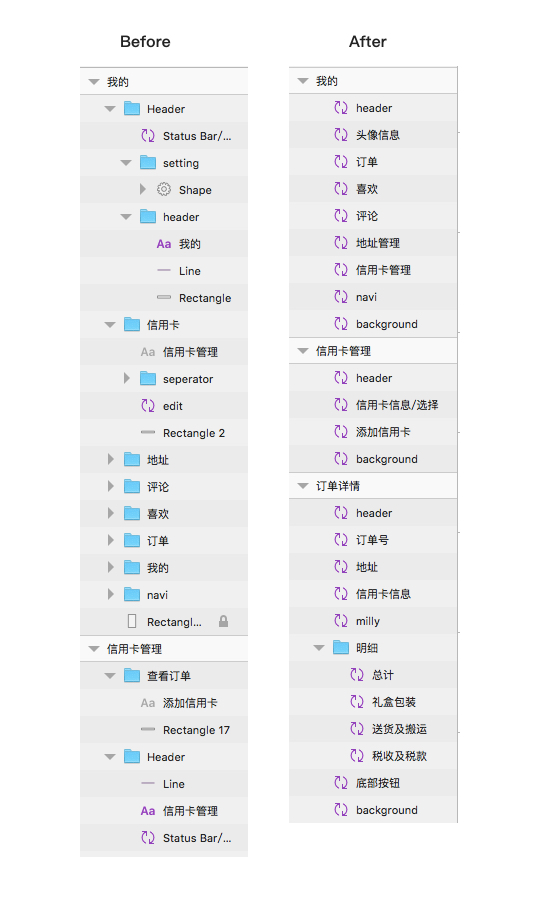 Before
我的
Header
Status Bar/...
setting
Shape
header
Aa 我的
Line
Rectangle
信用卡
Aa 信用卡管理
seperator
edit
Rectangle 2
地址
评论
喜欢
订单
我的
navi
Rectangl...
信用卡管理
查看订单
Aa 添加信用卡
Rectangle 17
Header
Line
Aa 信用卡管理
Status Bar/...
After
我的
header
头像信息
订单
喜欢
评论
地址管理
信用卡管理
navi
background
信用卡管理
header
信用卡信息/选择
添加信用卡
background
订单详情
header
订单号
地址
信用卡信息
milly
明细
总计
礼盒包装
送货及搬运
税收及税款
底部按钮
background